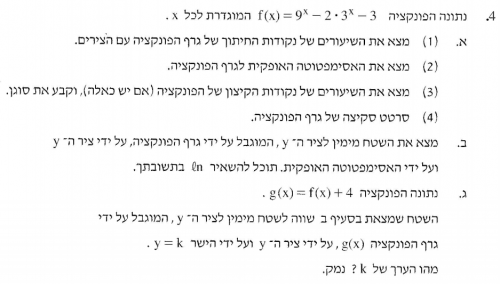 4. נתונה הפונקציה f(x) = 9^x − 2·3^x − 3 המוגדרת לכל x .
א. (1) מצא את השיעורים של נקודות החיתוך של גרף הפונקציה עם הצירים.
(2) מצא את האסימפטוטה האופקית לגרף הפונקציה.
(3) מצא את השיעורים של נקודות הקיצון של הפונקציה (אם יש כאלה), וקבע את סוגן.
(4) סרטט סקיצה של גרף הפונקציה.
ב. מצא את השטח מימין לציר ה־ y , המוגבל על ידי גרף הפונקציה, על ידי ציר ה־ y
ועל ידי האסימפטוטה האופקית. תוכל להשאיר ℓn בתשובתך.
ג. נתונה הפונקציה g(x) = f(x) + 4 .
השטח שמצאת בסעיף ב שווה לשטח מימין לציר ה־ y , המוגבל על ידי
גרף הפונקציה g(x) , על ידי ציר ה־ y ועל ידי הישר y = k .
מהו הערך של k ? נמק.